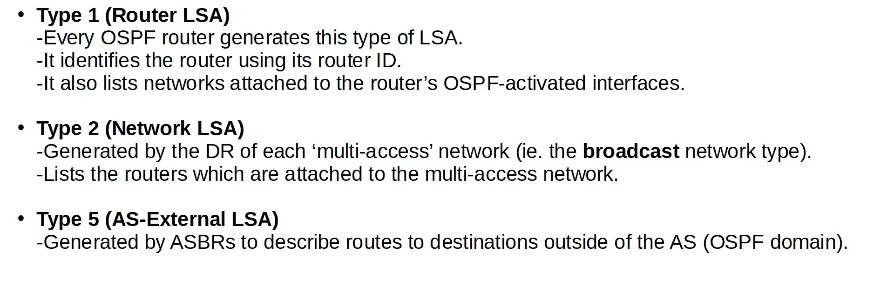 • Type 1 (Router LSA)
-Every OSPF router generates this type of LSA.
-It identifies the router using its router ID.
-It also lists networks attached to the router’s OSPF-activated interfaces.
• Type 2 (Network LSA)
-Generated by the DR of each ‘multi-access’ network (ie. the broadcast network type).
-Lists the routers which are attached to the multi-access network.
• Type 5 (AS-External LSA)
-Generated by ASBRs to describe routes to destinations outside of the AS (OSPF domain).